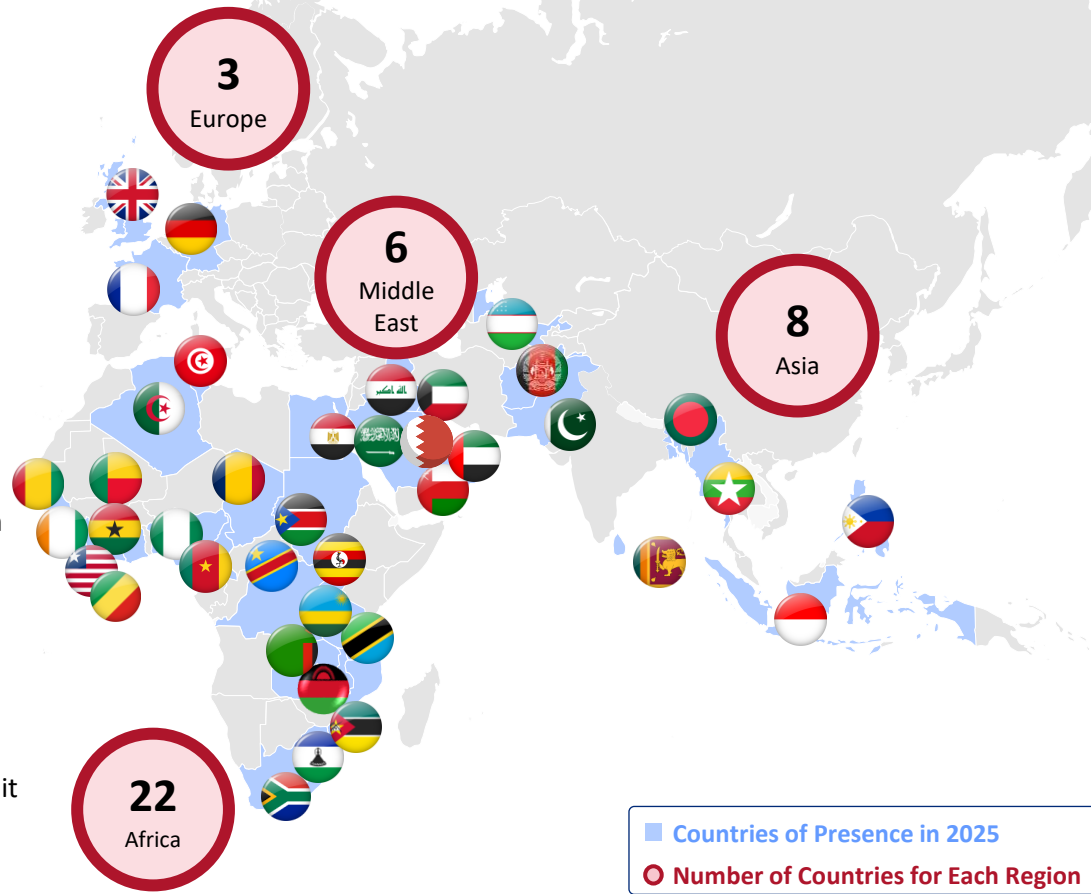 3
Europe
6
Middle
East
8
Asia
22
Africa
it
Countries of Presence in 2025
Number of Countries for Each Region